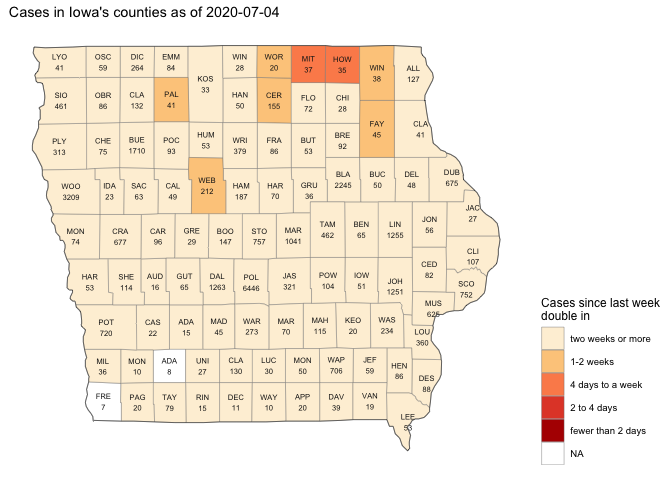 Cases in Iowa's counties as of 2020-07-04
LYO OSC DIC EMM WIN WOR MIT HOW WIN ALL
41 59 264 84 28 20 37 35 38 127
KOS
33
SIO OBR CLA PAL HAN CER FLO CHI
461 86 132 41 50 155 72 28
FAY CLA
45 41
PLY CHE BUE POC HUM WRI FRA BUT BRE
313 75 1710 93 53 379 86 53 92
WOO IDA SAC CAL WEB HAM HAR GRU BLA BUC DEL DUB
3209 23 63 49 212 187 70 36 2245 50 48 675
JAC
27
MON CRA CAR GRE BOO STO MAR TAM BEN LIN JON
74 677 96 29 147 757 1041 462 65 1255 56
CLI
107
CED
82
HAR SHE AUD GUT DAL POL JAS POW IOW JOH SCO
53 114 16 65 1263 6446 321 104 51 1251 752
MUS
625
POT CAS ADA MAD WAR MAR MAH KEO WAS LOU
720 22 15 45 273 70 115 20 234 360
MIL MON ADA UNI CLA LUC MON WAP JEF HEN
36 10 8 27 130 30 50 706 59 86
DES
88
FRE PAG TAY RIN DEC WAY APP DAV VAN
7 20 79 15 11 10 20 39 19
LEE
53
Cases since last week
double in
two weeks or more
1-2 weeks
4 days to a week
2 to 4 days
fewer than 2 days
NA